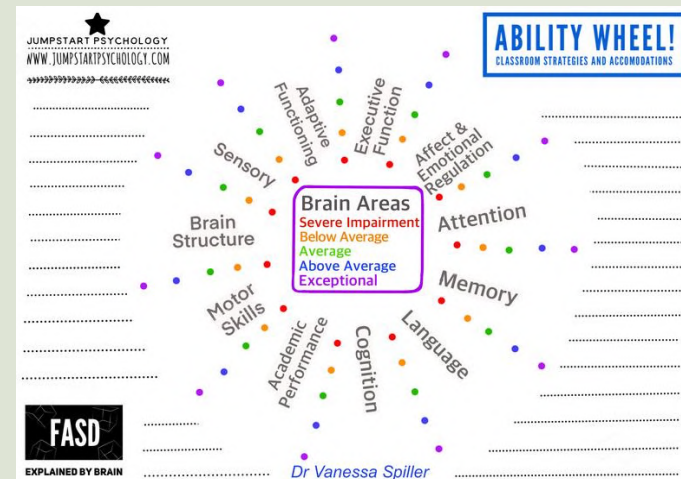 JUMPSTART PSYCHOLOGY
WWW.JUMPSTARTPSYCHOLOGY.COM
ABILITY WHEEL!
CLASSROOM STRATEGIES AND ACCOMODATIONS
Adaptive
Functioning
Executive
Function
Affect &
Emotional
Regulation
Sensory
Attention
Brain
Structure
Brain Areas
Severe Impairment
Below Average
Average
Above Average
Exceptional
Memory
Motor
Skills
Language
Academic
Performance
Cognition
FASD
EXPLAINED BY BRAIN
Dr Vanessa Spiller